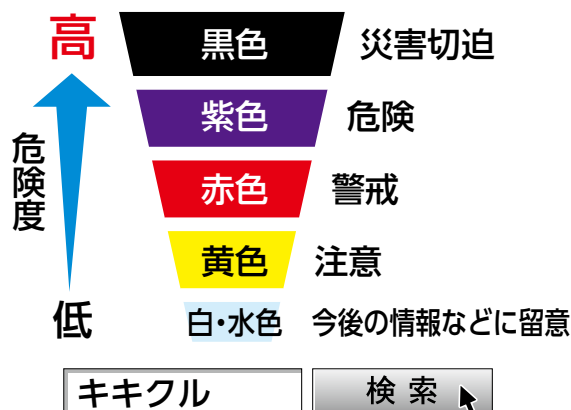 高
黒色 災害切迫
紫色 危険
危険度
赤色 警戒
黄色 注意
低
白・水色 今後の情報などに留意
キキクル 検索